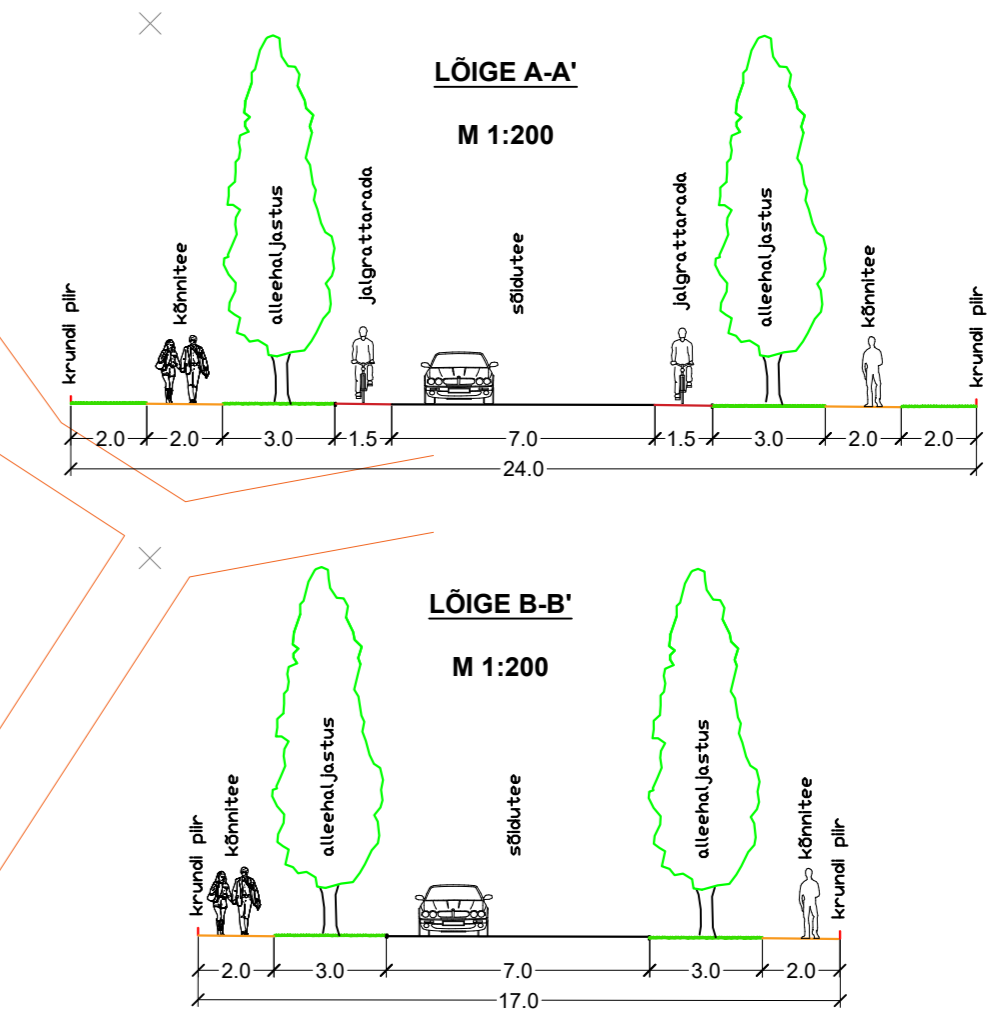 LÕIGE A-A'
M 1:200
krundi piir
kõnnitee
alleehaljastus
jalgrattarada
sõidutee
jalgrattarada
alleehaljastus
kõnnitee
krundi piir
2.0 2.0 3.0 1.5 7.0 1.5 3.0 2.0 2.0
24.0
LÕIGE B-B'
M 1:200
krundi piir
kõnnitee
alleehaljastus
sõidutee
alleehaljastus
kõnnitee
krundi piir
2.0 3.0 7.0 3.0 2.0
17.0